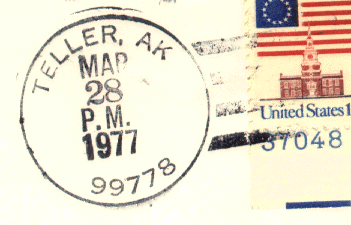 TELLER, AK
MAR
28
P.M.
1977
99778
United States 1
37048